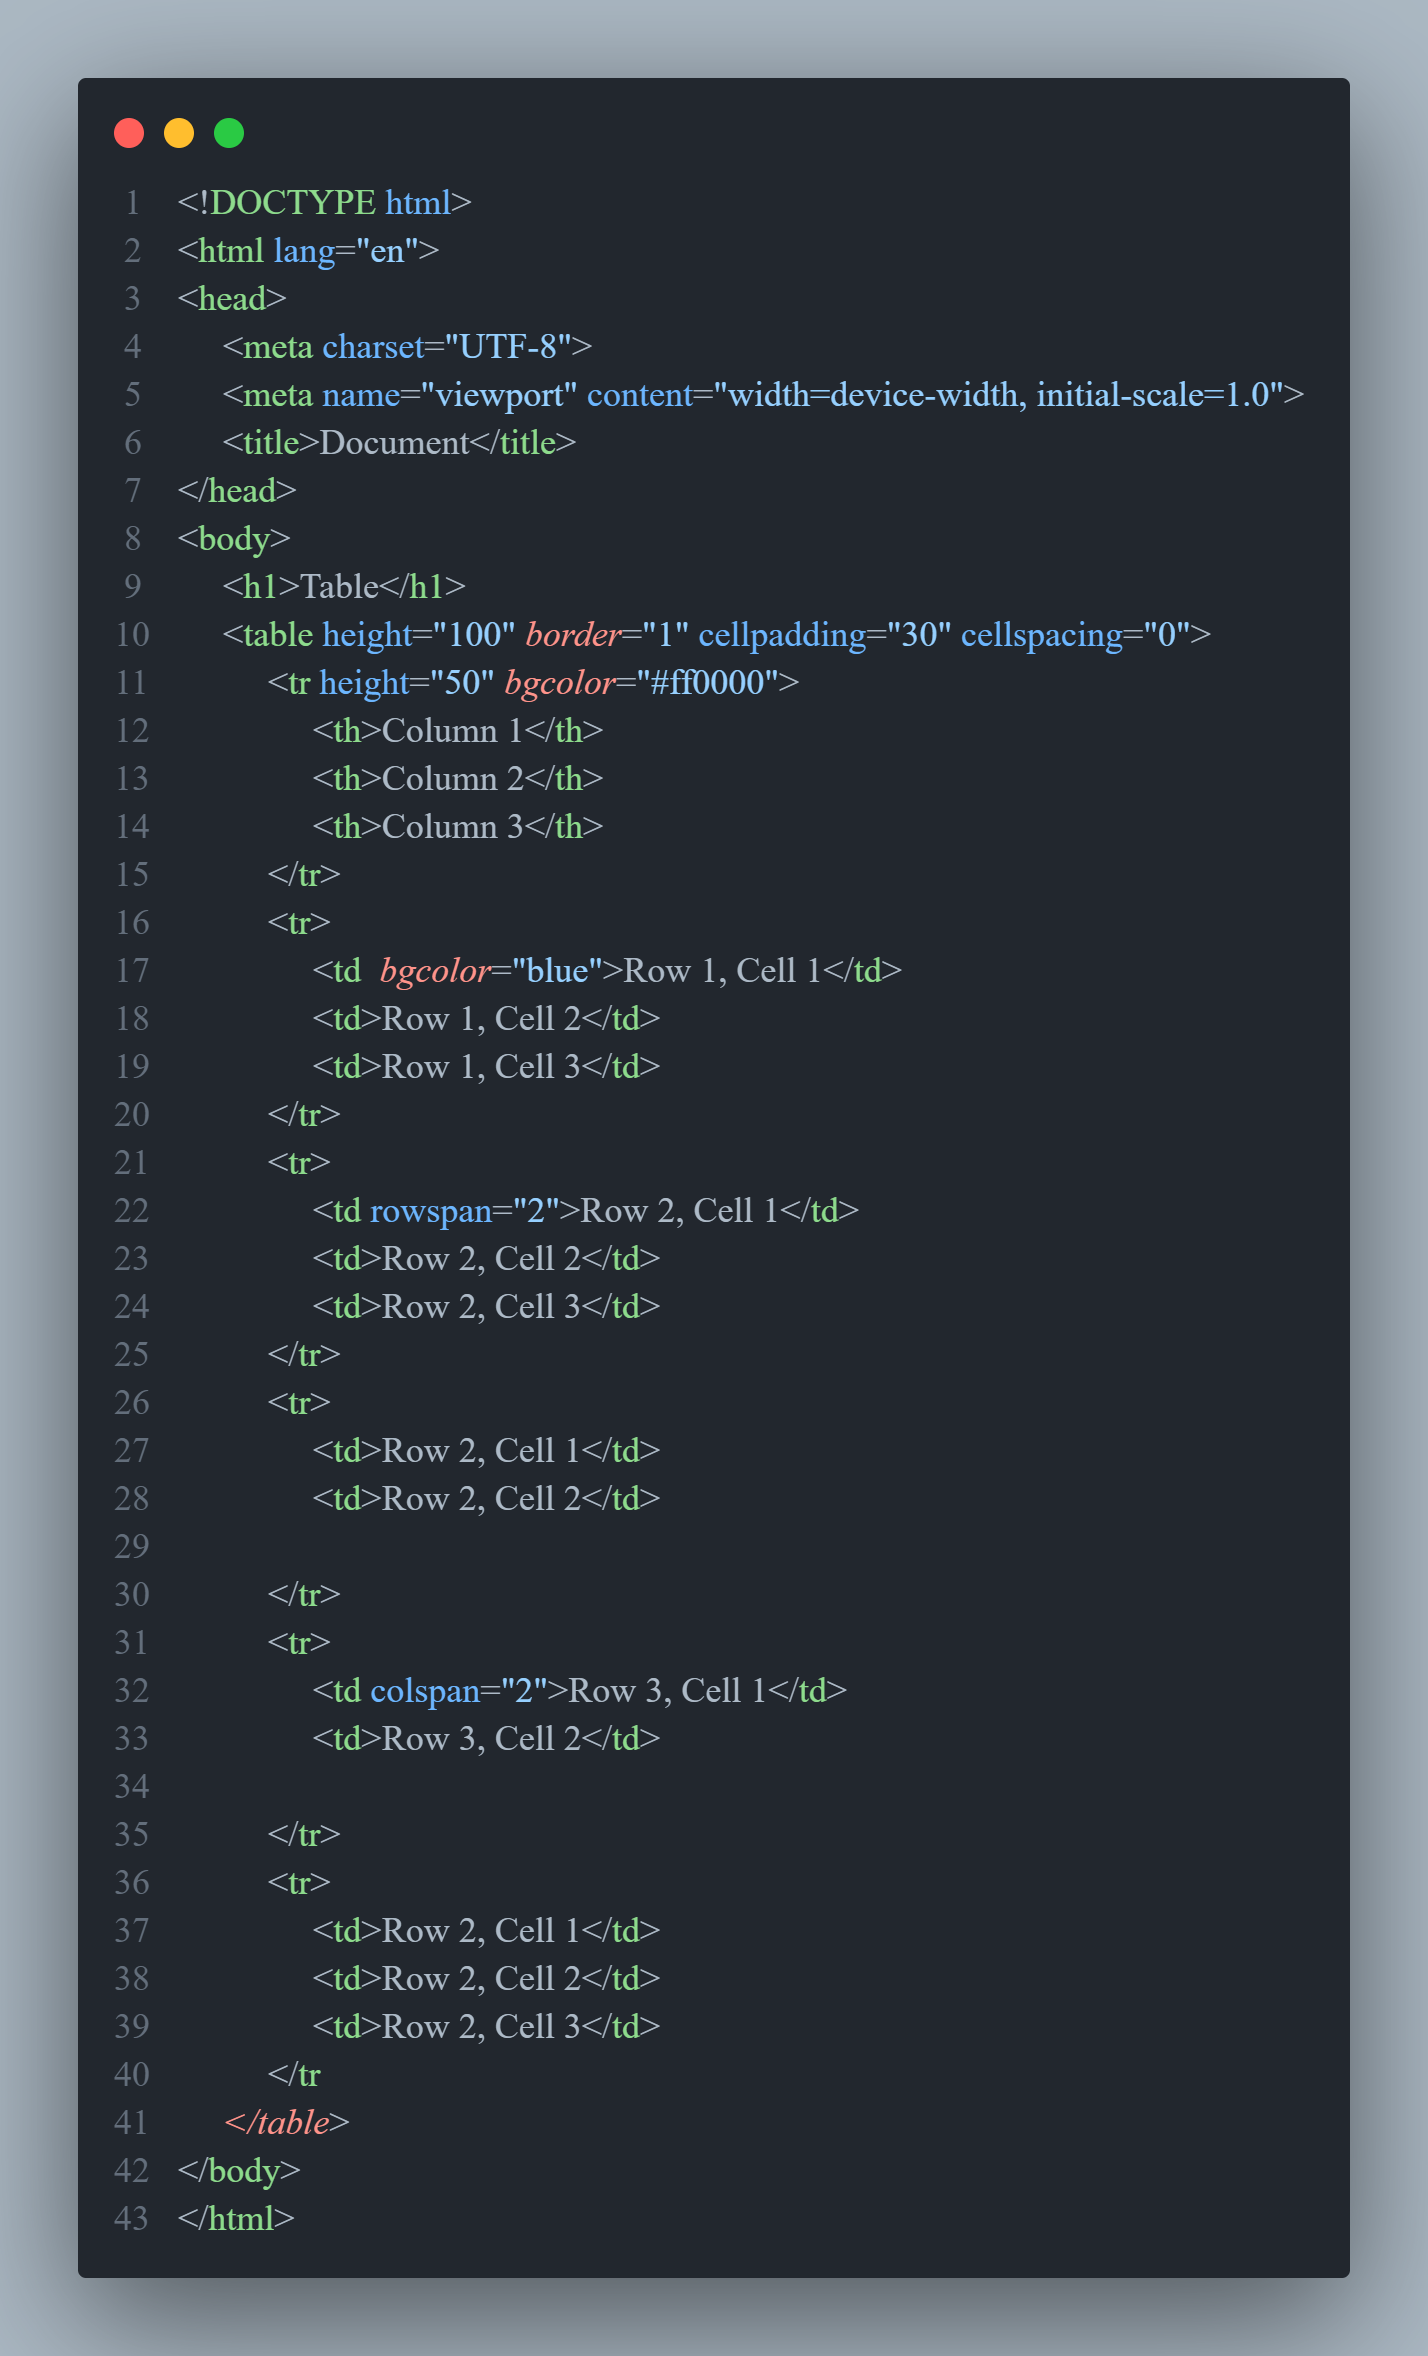 1 <!DOCTYPE html>
2 <html lang="en">
3 <head>
4     <meta charset="UTF-8">
5     <meta name="viewport" content="width=device-width, initial-scale=1.0">
6     <title>Document</title>
7 </head>
8 <body>
9     <h1>Table</h1>
10     <table height="100" border="1" cellpadding="30" cellspacing="0">
11         <tr height="50" bgcolor="#ff0000">
12             <th>Column 1</th>
13             <th>Column 2</th>
14             <th>Column 3</th>
15         </tr>
16         <tr>
17             <td  bgcolor="blue">Row 1, Cell 1</td>
18             <td>Row 1, Cell 2</td>
19             <td>Row 1, Cell 3</td>
20         </tr>
21         <tr>
22             <td rowspan="2">Row 2, Cell 1</td>
23             <td>Row 2, Cell 2</td>
24             <td>Row 2, Cell 3</td>
25         </tr>
26         <tr>
27             <td>Row 2, Cell 1</td>
28             <td>Row 2, Cell 2</td>
29
30         </tr>
31         <tr>
32             <td colspan="2">Row 3, Cell 1</td>
33             <td>Row 3, Cell 2</td>
34
35         </tr>
36         <tr>
37             <td>Row 2, Cell 1</td>
38             <td>Row 2, Cell 2</td>
39             <td>Row 2, Cell 3</td>
40         </tr
41     </table>
42 </body>
43 </html>